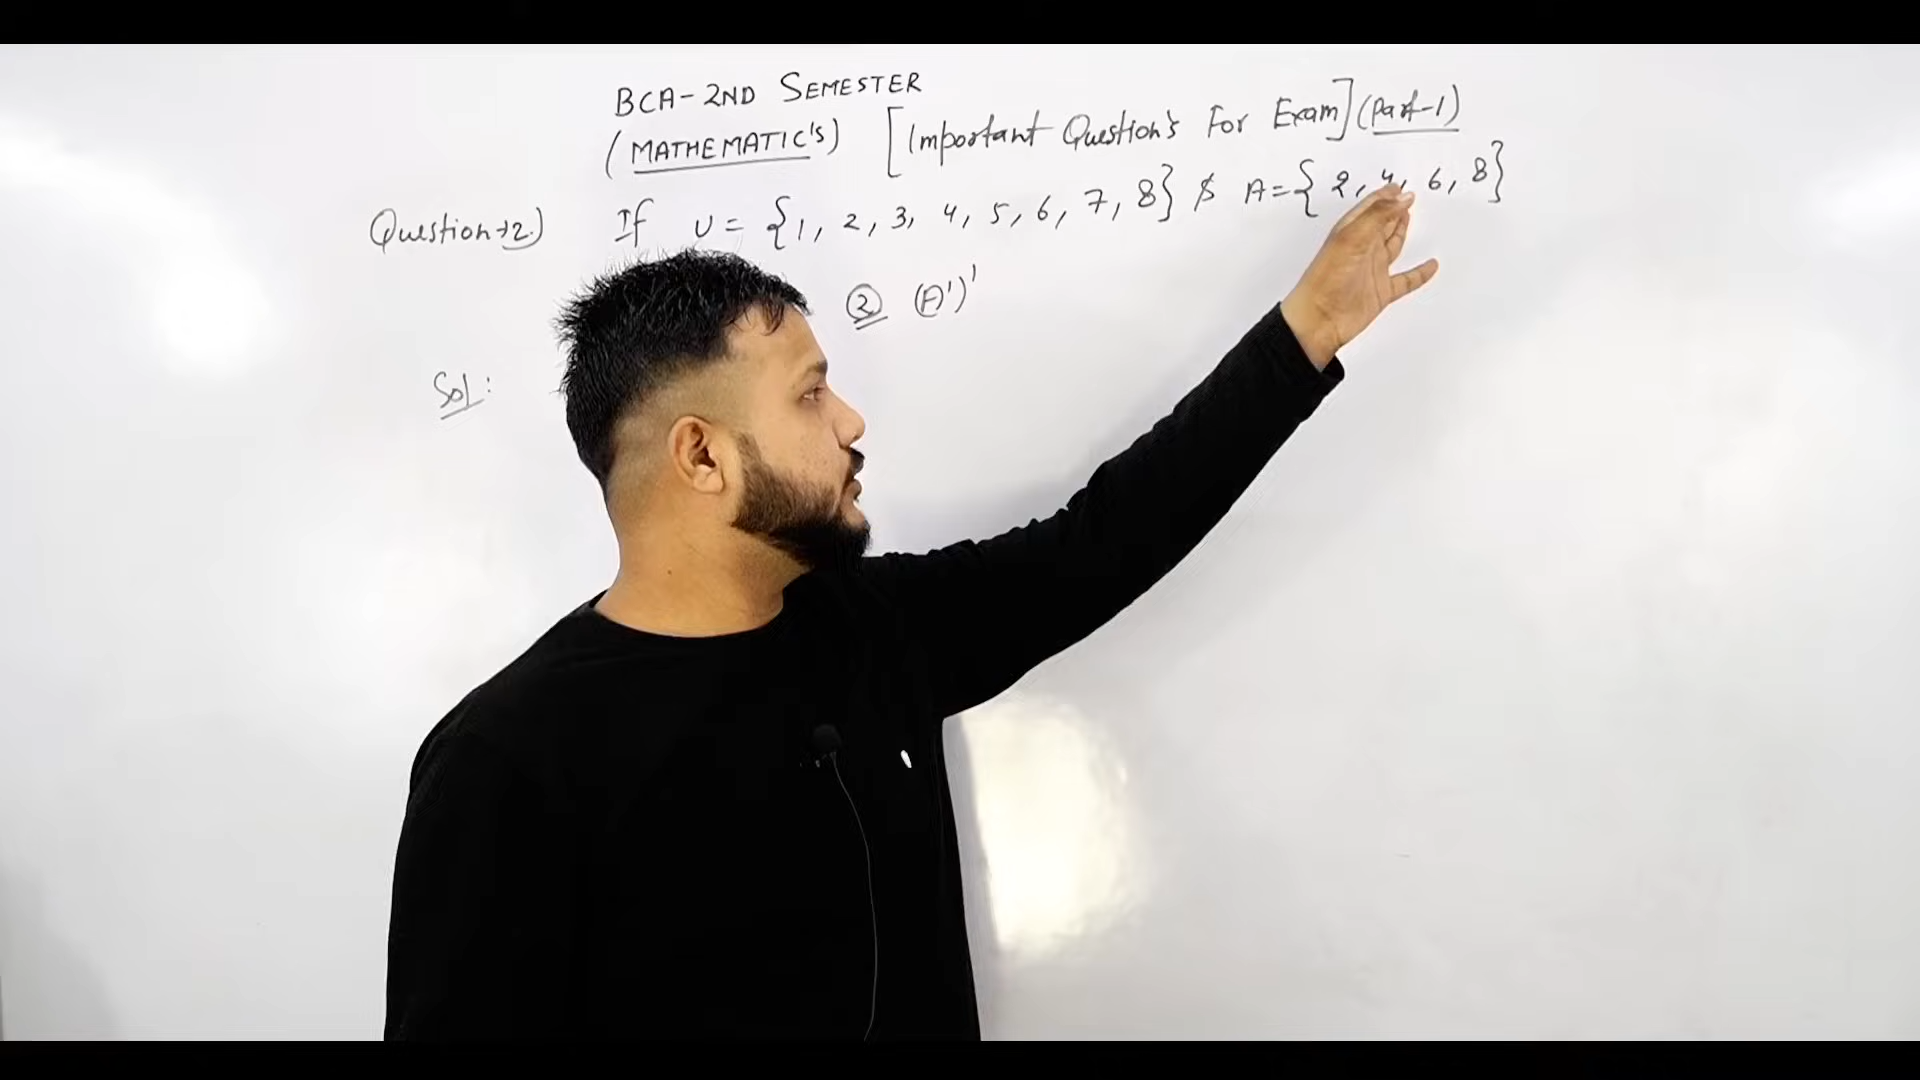 BCA-2ND SEMESTER
(MATHEMATIC'S) [Important Question's For Exam] (Part-1)
Question→2.) If U = {1, 2, 3, 4, 5, 6, 7, 8} & A = {2, 4, 6, 8}
② (A')'
Sol: